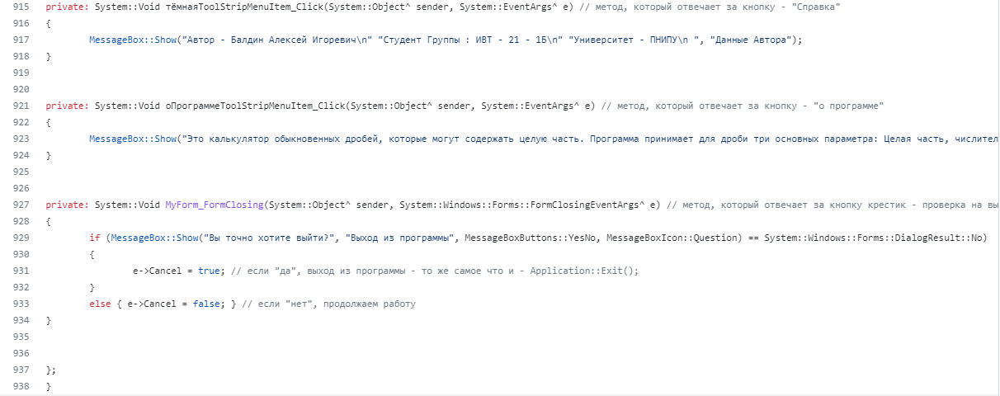 915 private: System::Void тёмнаяToolStripMenuItem_Click(System::Object^ sender, System::EventArgs^ e) // метод, который отвечает за кнопку - "Справка"
916 {
917 MessageBox::Show("Автор - Балдин Алексей Игоревич\n" "Студент Группы : ИВТ - 21 - 1Б\n" "Университет - ПНИПУ\n ", "Данные Автора");
918 }
919
920
921 private: System::Void оПрограммеToolStripMenuItem_Click(System::Object^ sender, System::EventArgs^ e) // метод, который отвечает за кнопку - "о программе"
922 {
923 MessageBox::Show("Это калькулятор обыкновенных дробей, которые могут содержать целую часть. Программа принимает для дроби три основных параметра: Целая часть, числител
924 }
925
926
927 private: System::Void MyForm_FormClosing(System::Object^ sender, System::Windows::Forms::FormClosingEventArgs^ e) // метод, который отвечает за кнопку крестик - проверка на вы
928 {
929 if (MessageBox::Show("Вы точно хотите выйти?", "Выход из программы", MessageBoxButtons::YesNo, MessageBoxIcon::Question) == System::Windows::Forms::DialogResult::No)
930 {
931 e->Cancel = true; // если "да", выход из программы - то же самое что и - Application::Exit();
932 }
933 else { e->Cancel = false; } // если "нет", продолжаем работу
934 }
935
936
937 };
938 }